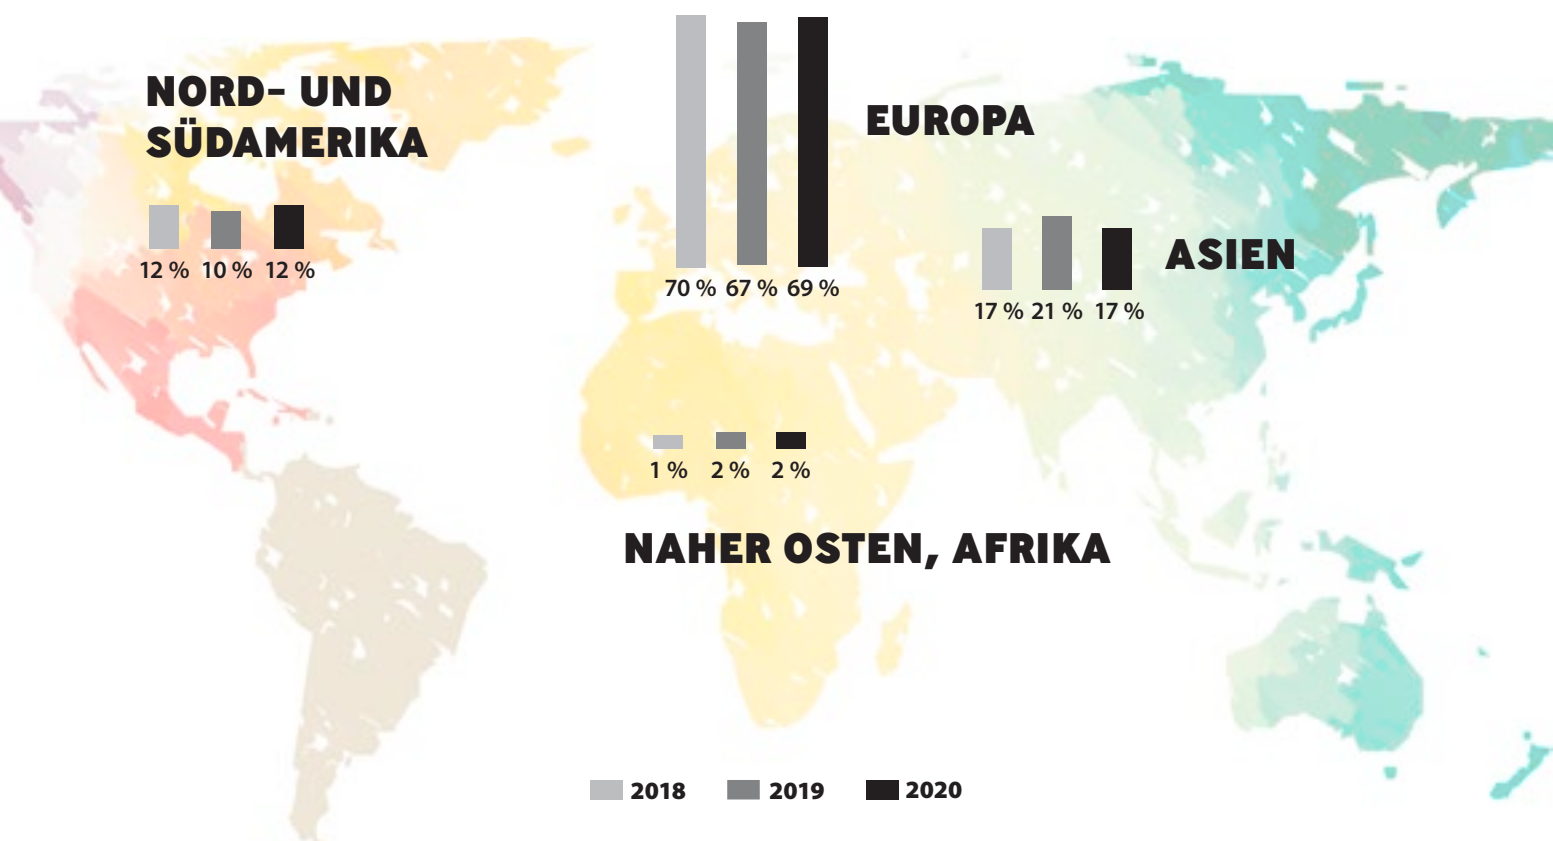 NORD- UND
SÜDAMERIKA
12 % 10 % 12 %
EUROPA
70 % 67 % 69 %
ASIEN
17 % 21 % 17 %
1 % 2 % 2 %
NAHER OSTEN, AFRIKA
2018 2019 2020